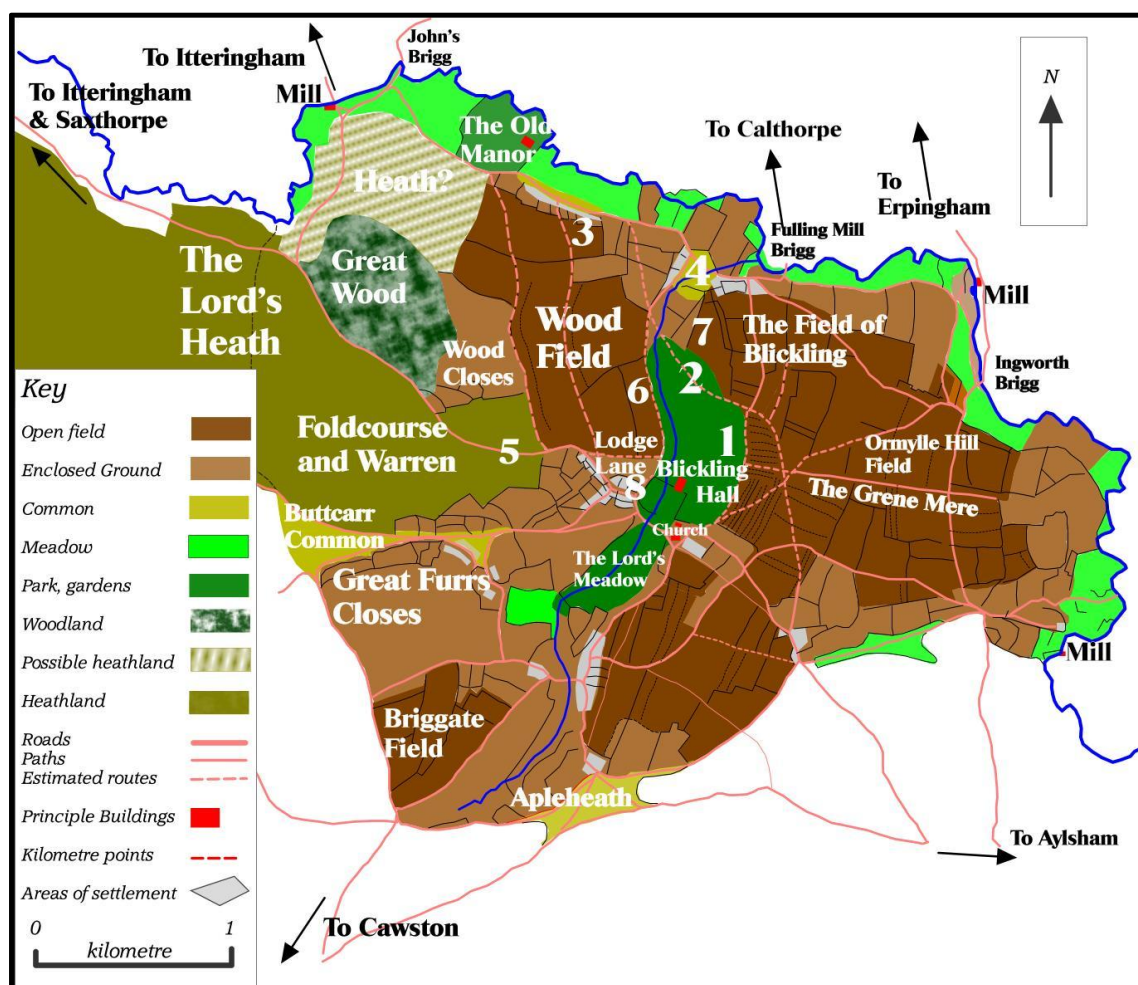 John's
Brigg
To Itteringham
N
Mill
To Itteringham
& Saxthorpe
The Old
Manor
To Calthorpe
To
Erpingham
Heath?
3
Fulling Mill
Brigg
4
The
Lord's
Heath
Great
Wood
Mill
Wood
Field
7
The Field of
Blickling
Wood
Closes
2
Ingworth
Brigg
6
Foldcourse
and Warren
5
Lodge
Lane
1
Ormylle Hill
Field
Blickling
Hall
8
The Grene Mere
Buttcarr
Common
Church
The Lord's
Meadow
Great Furrs
Closes
Mill
Briggate
Field
Apleheath
To Aylsham
To Cawston
Key
Open field
Enclosed Ground
Common
Meadow
Park, gardens
Woodland
Possible heathland
Heathland
Roads
Paths
Estimated routes
Principle Buildings
Kilometre points
Areas of settlement
0 1
kilometre